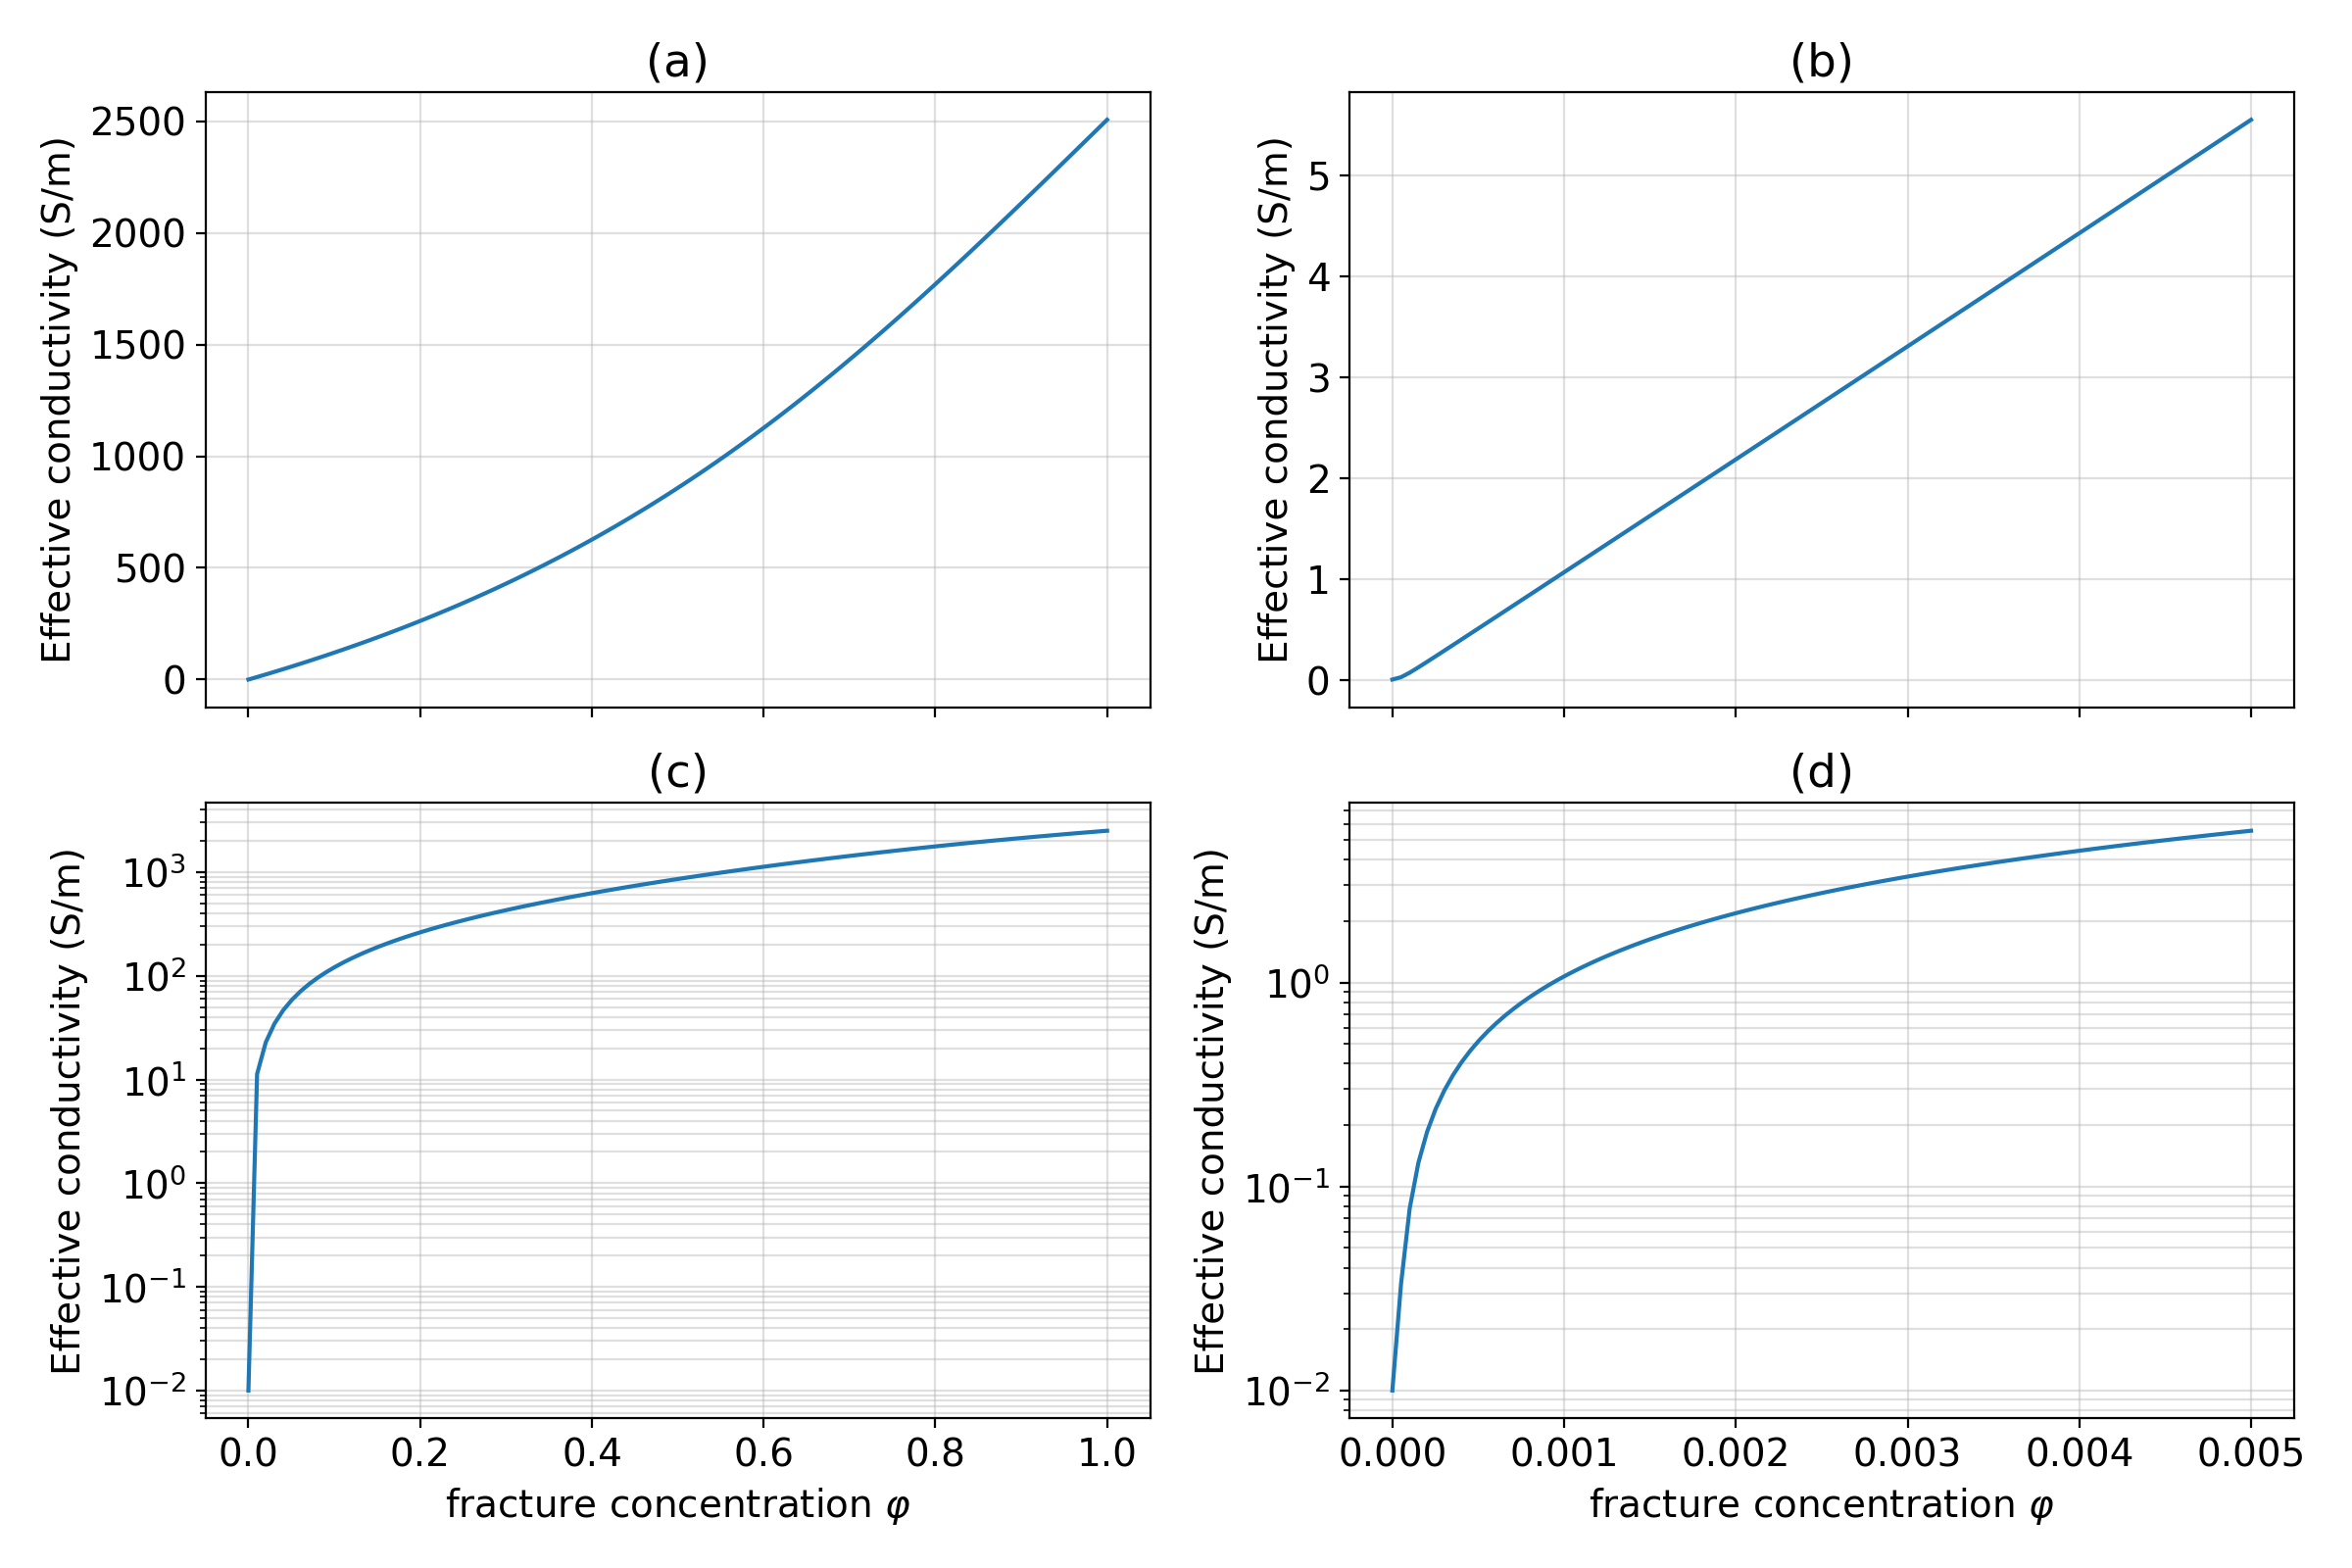 (a)
Effective conductivity (S/m)
2500
2000
1500
1000
500
0
(b)
Effective conductivity (S/m)
5
4
3
2
1
0
(c)
Effective conductivity (S/m)
10³
10²
10¹
10⁰
10⁻¹
10⁻²
0.0 0.2 0.4 0.6 0.8 1.0
fracture concentration φ
(d)
Effective conductivity (S/m)
10⁰
10⁻¹
10⁻²
0.000 0.001 0.002 0.003 0.004 0.005
fracture concentration φ